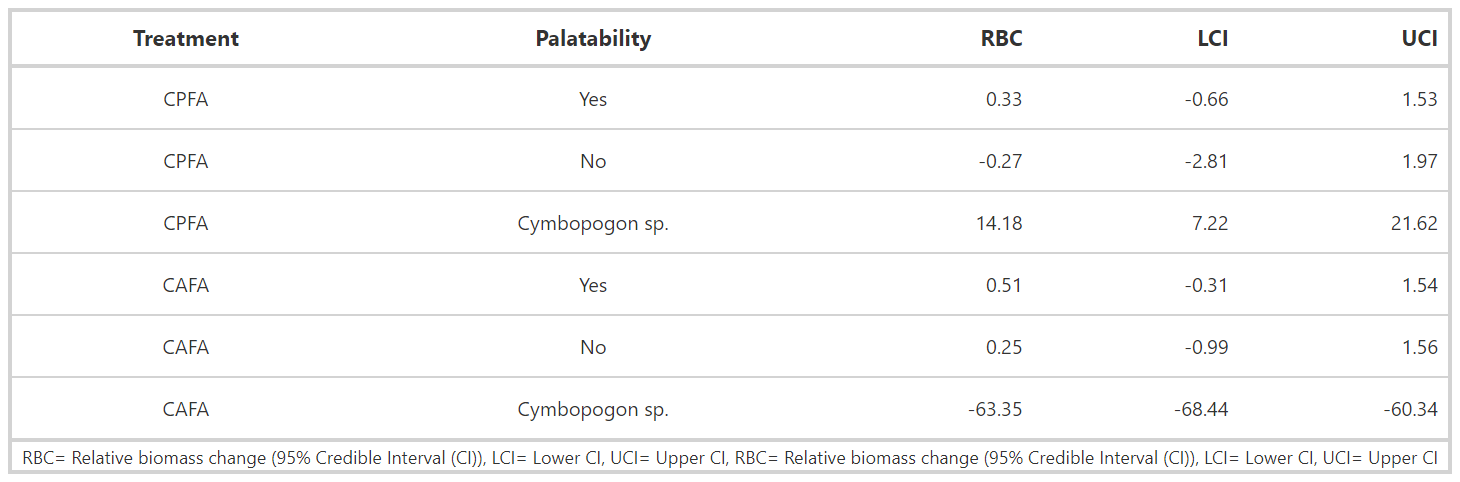 Treatment Palatability RBC LCI UCI
CPFA Yes 0.33 -0.66 1.53
CPFA No -0.27 -2.81 1.97
CPFA Cymbopogon sp. 14.18 7.22 21.62
CAFA Yes 0.51 -0.31 1.54
CAFA No 0.25 -0.99 1.56
CAFA Cymbopogon sp. -63.35 -68.44 -60.34
RBC= Relative biomass change (95% Credible Interval (CI)), LCI= Lower CI, UCI= Upper CI, RBC= Relative biomass change (95% Credible Interval (CI)), LCI= Lower CI, UCI= Upper CI